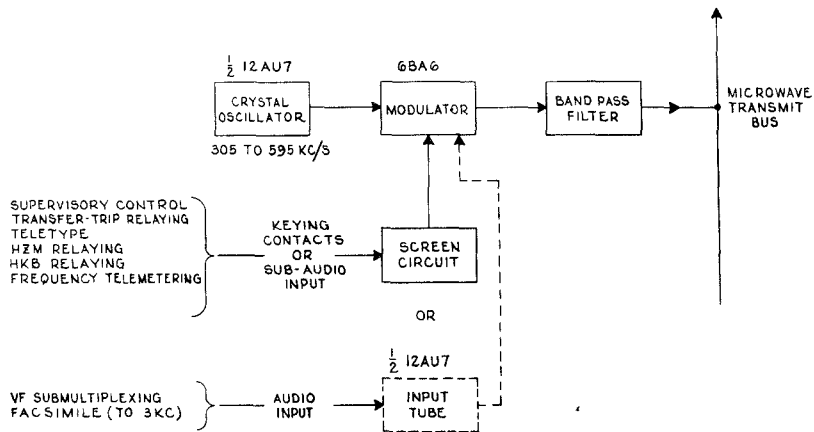 ½ 12AU7
CRYSTAL
OSCILLATOR
305 TO 595 KC/S
6BA6
MODULATOR
BAND PASS
FILTER
MICROWAVE
TRANSMIT
BUS
SUPERVISORY CONTROL
TRANSFER-TRIP RELAYING
TELETYPE
HZM RELAYING
HKB RELAYING
FREQUENCY TELEMETERING
KEYING
CONTACTS
OR
SUB-AUDIO
INPUT
SCREEN
CIRCUIT
OR
½ 12AU7
VF SUBMULTIPLEXING
FACSIMILE (TO 3KC)
AUDIO
INPUT
INPUT
TUBE